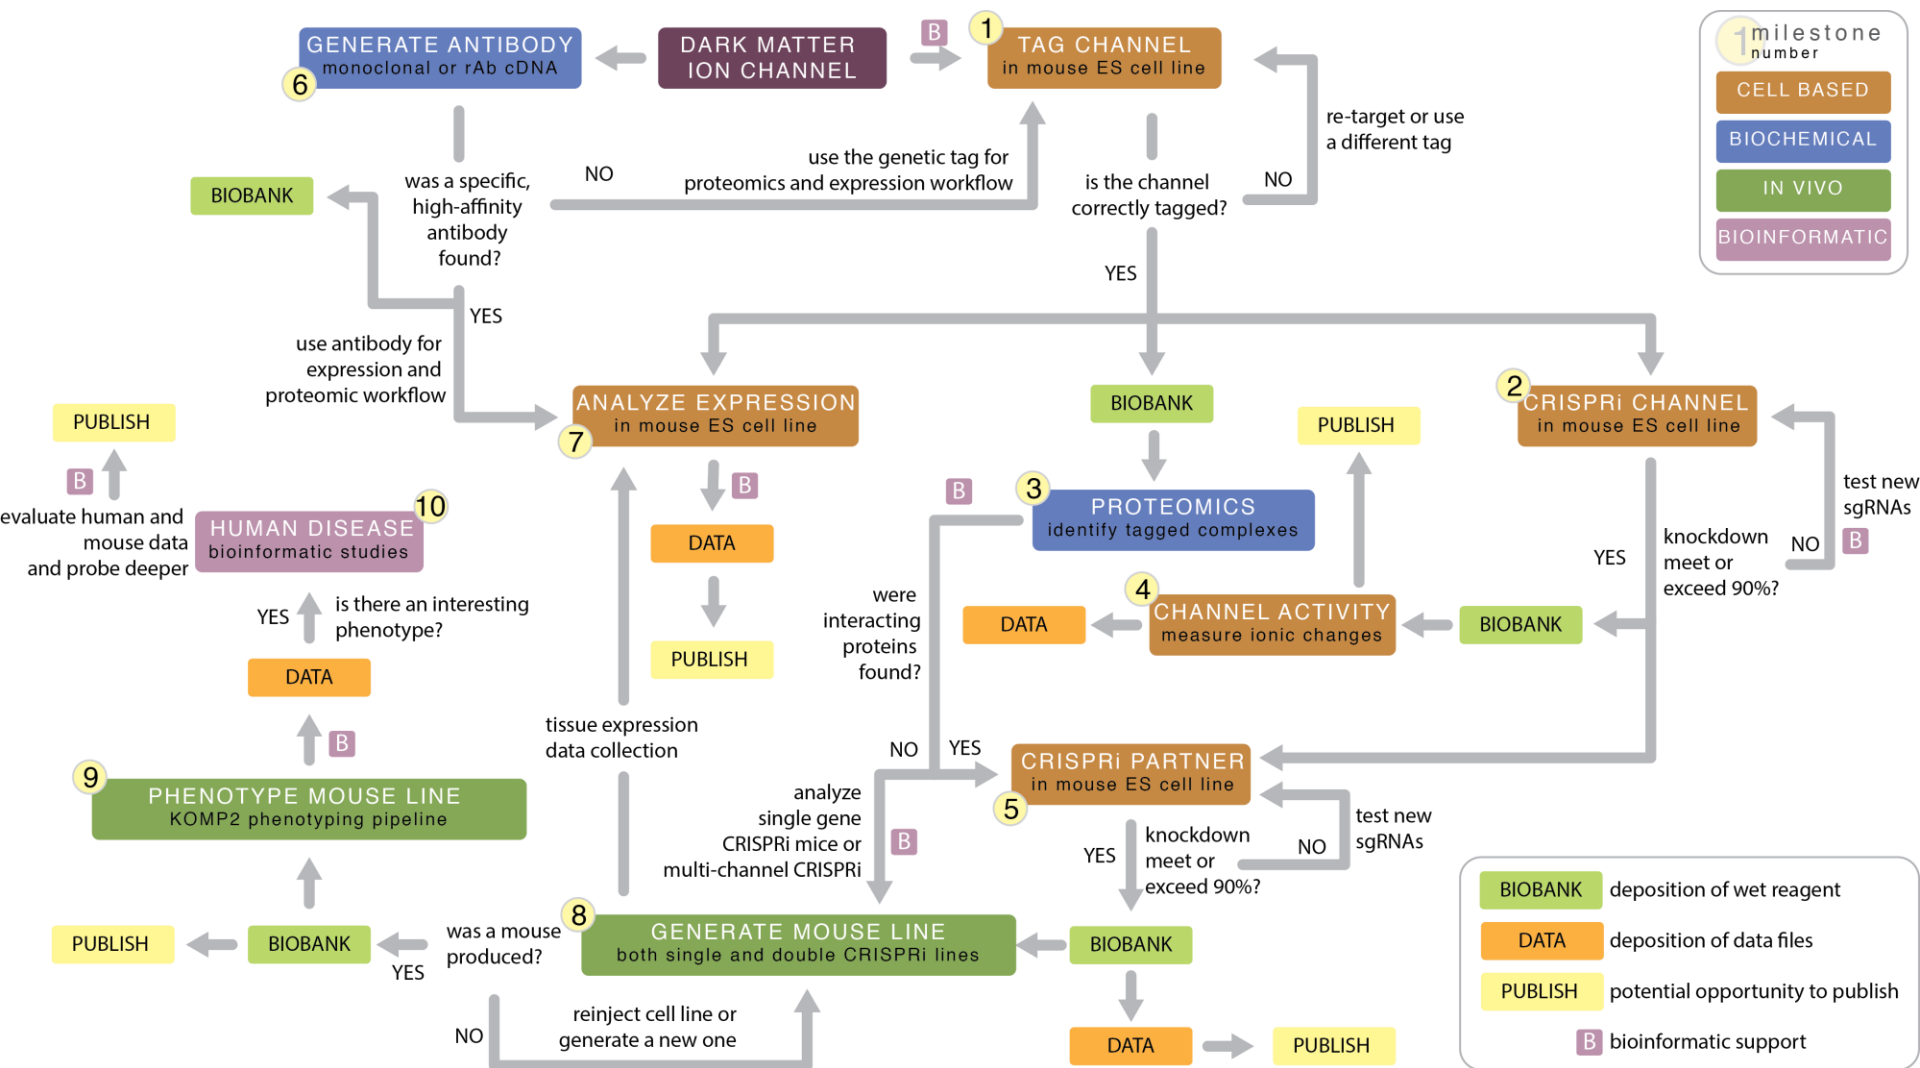 GENERATE ANTIBODY
monoclonal or rAb cDNA
6
DARK MATTER
ION CHANNEL
B
1
TAG CHANNEL
in mouse ES cell line
re-target or use
a different tag
NO
is the channel
correctly tagged?
YES
1 milestone
number
CELL BASED
BIOCHEMICAL
IN VIVO
BIOINFORMATIC
BIOBANK
was a specific,
high-affinity
antibody
found?
NO
use the genetic tag for
proteomics and expression workflow
YES
use antibody for
expression and
proteomic workflow
ANALYZE EXPRESSION
in mouse ES cell line
7
B
DATA
PUBLISH
BIOBANK
3
PROTEOMICS
identify tagged complexes
B
were
interacting
proteins
found?
NO
YES
PUBLISH
4
CHANNEL ACTIVITY
measure ionic changes
DATA
BIOBANK
2
CRISPRi CHANNEL
in mouse ES cell line
YES
knockdown
meet or
exceed 90%?
NO
test new
sgRNAs
B
PUBLISH
B
evaluate human and
mouse data
and probe deeper
10
HUMAN DISEASE
bioinformatic studies
YES
is there an interesting
phenotype?
DATA
B
9
PHENOTYPE MOUSE LINE
KOMP2 phenotyping pipeline
tissue expression
data collection
analyze
single gene
CRISPRi mice or
multi-channel CRISPRi
B
CRISPRi PARTNER
in mouse ES cell line
5
YES
knockdown
meet or
exceed 90%?
NO
test new
sgRNAs
PUBLISH
BIOBANK
YES
was a mouse
produced?
8
GENERATE MOUSE LINE
both single and double CRISPRi lines
BIOBANK
NO
reinject cell line or
generate a new one
DATA
PUBLISH
BIOBANK deposition of wet reagent
DATA deposition of data files
PUBLISH potential opportunity to publish
B bioinformatic support